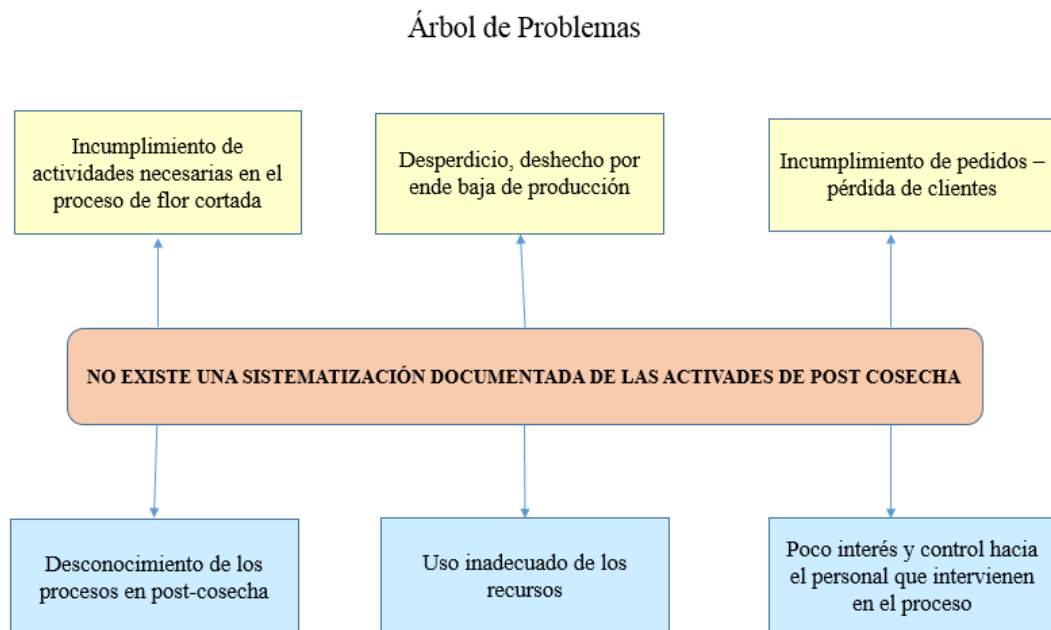 Árbol de Problemas
Incumplimiento de
actividades necesarias en el
proceso de flor cortada
Desperdicio, deshecho por
ende baja de producción
Incumplimiento de pedidos –
pérdida de clientes
NO EXISTE UNA SISTEMATIZACIÓN DOCUMENTADA DE LAS ACTIVADES DE POST COSECHA
Desconocimiento de los
procesos en post-cosecha
Uso inadecuado de los
recursos
Poco interés y control hacia
el personal que intervienen
en el proceso